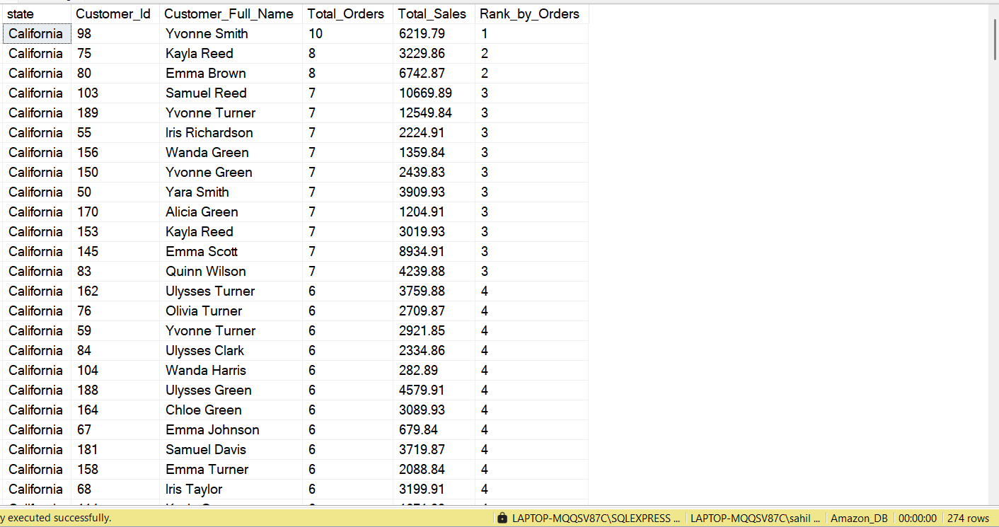 state Customer_Id Customer_Full_Name Total_Orders Total_Sales Rank_by_Orders
California 98 Yvonne Smith 10 6219.79 1
California 75 Kayla Reed 8 3229.86 2
California 80 Emma Brown 8 6742.87 2
California 103 Samuel Reed 7 10669.89 3
California 189 Yvonne Turner 7 12549.84 3
California 55 Iris Richardson 7 2224.91 3
California 156 Wanda Green 7 1359.84 3
California 150 Yvonne Green 7 2439.83 3
California 50 Yara Smith 7 3909.93 3
California 170 Alicia Green 7 1204.91 3
California 153 Kayla Reed 7 3019.93 3
California 145 Emma Scott 7 8934.91 3
California 83 Quinn Wilson 7 4239.88 3
California 162 Ulysses Turner 6 3759.88 4
California 76 Olivia Turner 6 2709.87 4
California 59 Yvonne Turner 6 2921.85 4
California 84 Ulysses Clark 6 2334.86 4
California 104 Wanda Harris 6 282.89 4
California 188 Ulysses Green 6 4579.91 4
California 164 Chloe Green 6 3089.93 4
California 67 Emma Johnson 6 679.84 4
California 181 Samuel Davis 6 3719.87 4
California 158 Emma Turner 6 2088.84 4
California 68 Iris Taylor 6 3199.91 4
y executed successfully. LAPTOP-MQQSV87C\SQLEXPRESS ... LAPTOP-MQQSV87C\sahil ... Amazon_DB 00:00:00 274 rows